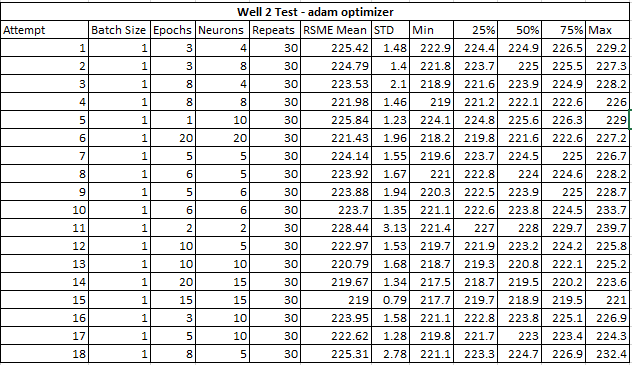 Well 2 Test - adam optimizer
Attempt Batch Size Epochs Neurons Repeats RSME Mean STD Min 25% 50% 75% Max
1 1 3 4 30 225.42 1.48 222.9 224.4 224.9 226.5 229.2
2 1 3 8 30 224.79 1.4 221.8 223.7 225 225.5 227.3
3 1 8 4 30 223.53 2.1 218.9 221.6 223.9 224.9 228.2
4 1 8 8 30 221.98 1.46 219 221.2 222.1 222.6 226
5 1 1 10 30 225.84 1.23 224.1 224.8 225.6 226.3 229
6 1 20 20 30 221.43 1.96 218.2 219.8 221.6 222.6 227.2
7 1 5 5 30 224.14 1.55 219.6 223.7 224.5 225 226.7
8 1 6 5 30 223.92 1.67 221 222.8 224 224.6 228.2
9 1 5 6 30 223.88 1.94 220.3 222.5 223.9 225 228.7
10 1 6 6 30 223.7 1.35 221.1 222.6 223.8 224.5 233.7
11 1 2 2 30 228.44 3.13 221.4 227 228 229.7 239.7
12 1 10 5 30 222.97 1.53 219.7 221.9 223.2 224.2 225.8
13 1 10 10 30 220.79 1.68 218.7 219.3 220.8 222.1 225.2
14 1 20 15 30 219.67 1.34 217.5 218.7 219.5 220.2 223.6
15 1 15 15 30 219 0.79 217.7 219.7 218.9 219.5 221
16 1 3 10 30 223.95 1.58 221.1 222.8 223.8 225.1 226.9
17 1 5 10 30 222.62 1.28 219.8 221.7 223 223.4 224.3
18 1 8 5 30 225.31 2.78 221.1 223.3 224.7 226.9 232.4